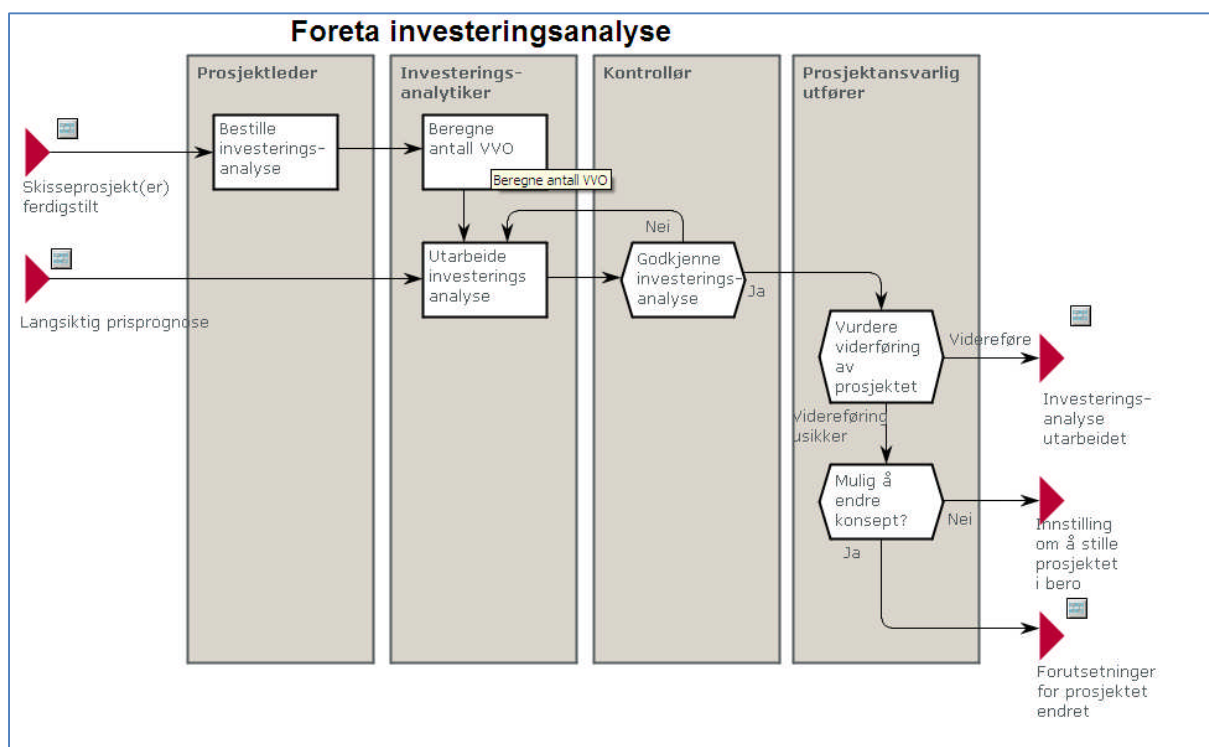 Foreta investeringsanalyse
Prosjektleder
Investerings-
analytiker
Kontrollør
Prosjektansvarlig
utfører
Bestille
investerings-
analyse
Beregne
antall VVO
Beregne antall VVO
Skisseprosjekt(er)
ferdigstilt
Nei
Utarbeide
investerings
analyse
Godkjenne
investerings-
analyse
Ja
Langsiktig prisprognose
Vurdere
viderføring
av
prosjektet
Videreføre
Investerings-
analyse
utarbeidet
Videreføring
usikker
Mulig å
endre
konsept?
Nei
Ja
Innstilling
om å stille
prosjektet
i bero
Forutsetninger
for prosjektet
endret